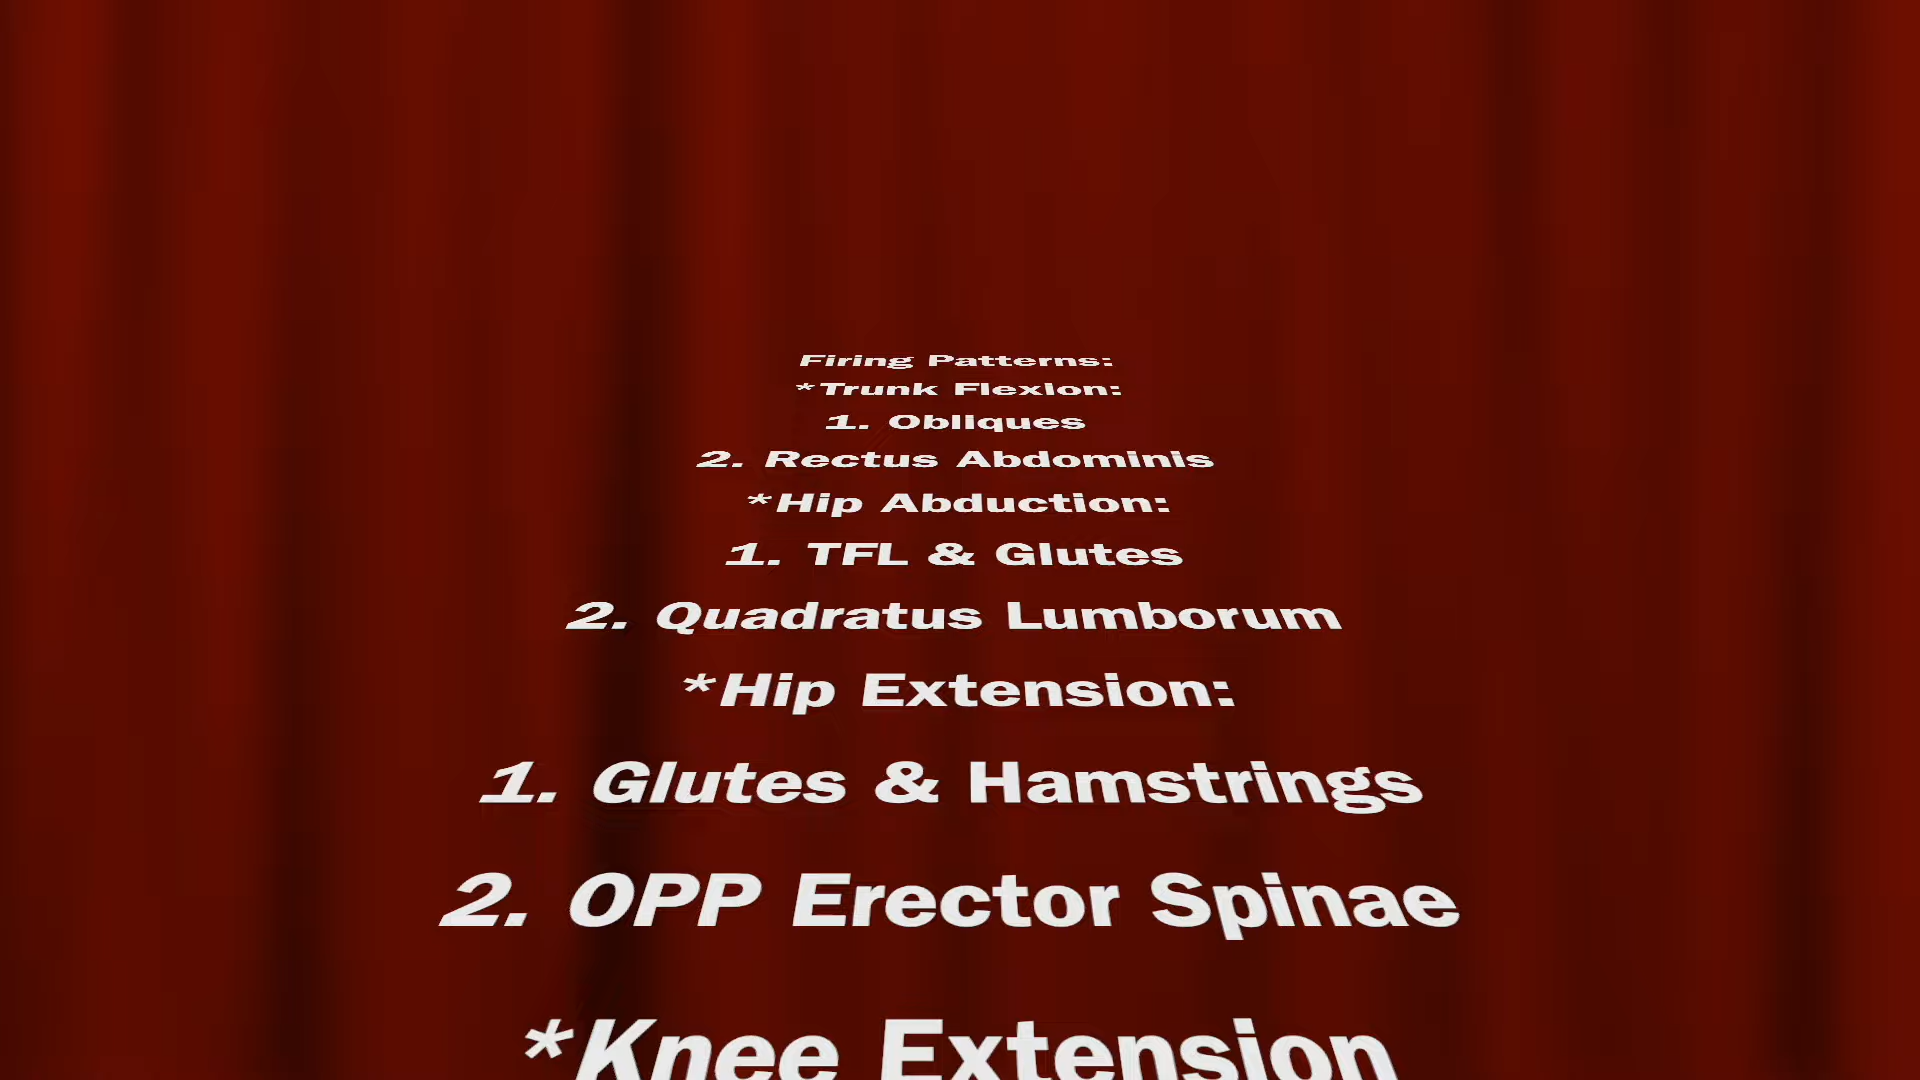 Firing Patterns:
*Trunk Flexion:
1. Obliques
2. Rectus Abdominis
*Hip Abduction:
1. TFL & Glutes
2. Quadratus Lumborum
*Hip Extension:
1. Glutes & Hamstrings
2. OPP Erector Spinae
*Knee Extension